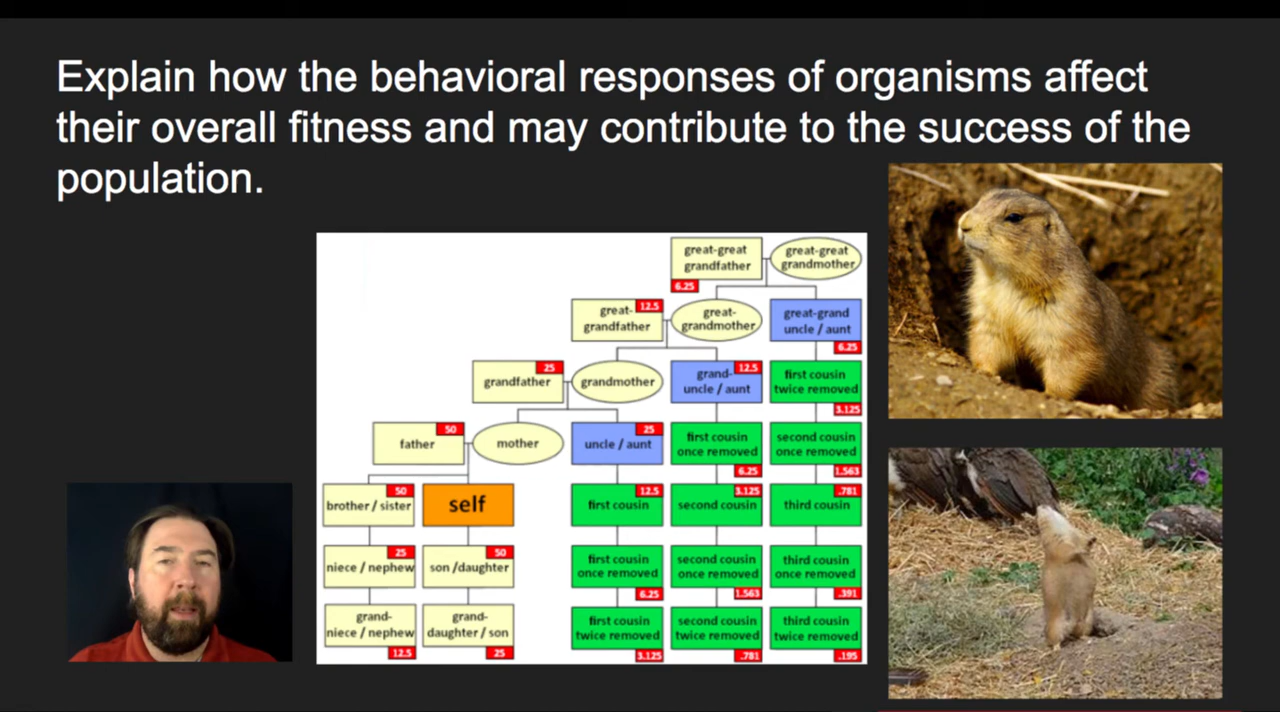 Explain how the behavioral responses of organisms affect
their overall fitness and may contribute to the success of the
population.
great-great
grandfather
6.25
great-great
grandmother
great-
grandfather
12.5
great-
grandmother
great-grand
uncle / aunt
6.25
grandfather
25
grandmother
grand-
uncle / aunt
12.5
first cousin
twice removed
3.125
father
50
mother
uncle / aunt
25
first cousin
once removed
6.25
second cousin
once removed
1.563
brother / sister
50
self
first cousin
12.5
second cousin
3.125
third cousin
.781
niece / nephew
25
son /daughter
50
first cousin
once removed
6.25
second cousin
once removed
1.563
third cousin
once removed
.391
grand-
niece / nephew
12.5
grand-
daughter / son
25
first cousin
twice removed
3.125
second cousin
twice removed
.781
third cousin
twice removed
.195